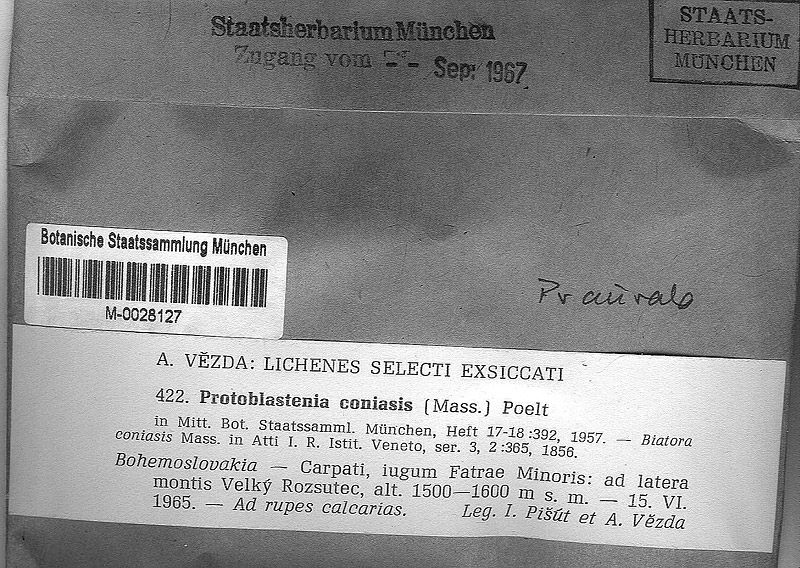 Staatsherbarium München
Zugang vom -- Sep. 1967
STAATS-
HERBARIUM
MÜNCHEN
Botanische Staatssammlung München
M-0028127
A. VĚZDA: LICHENES SELECTI EXSICCATI
422. Protoblastenia coniasis (Mass.) Poelt
in Mitt. Bot. Staatssamml. München, Heft 17-18:392, 1957. — Biatora
coniasis Mass. in Atti I. R. Istit. Veneto, ser. 3, 2:365, 1856.
Bohemoslovakia — Carpati, iugum Fatrae Minoris: ad latera
montis Velký Rozsutec, alt. 1500—1600 m s. m. — 15. VI.
1965. — Ad rupes calcarias. Leg. I. Pišút et A. Vězda